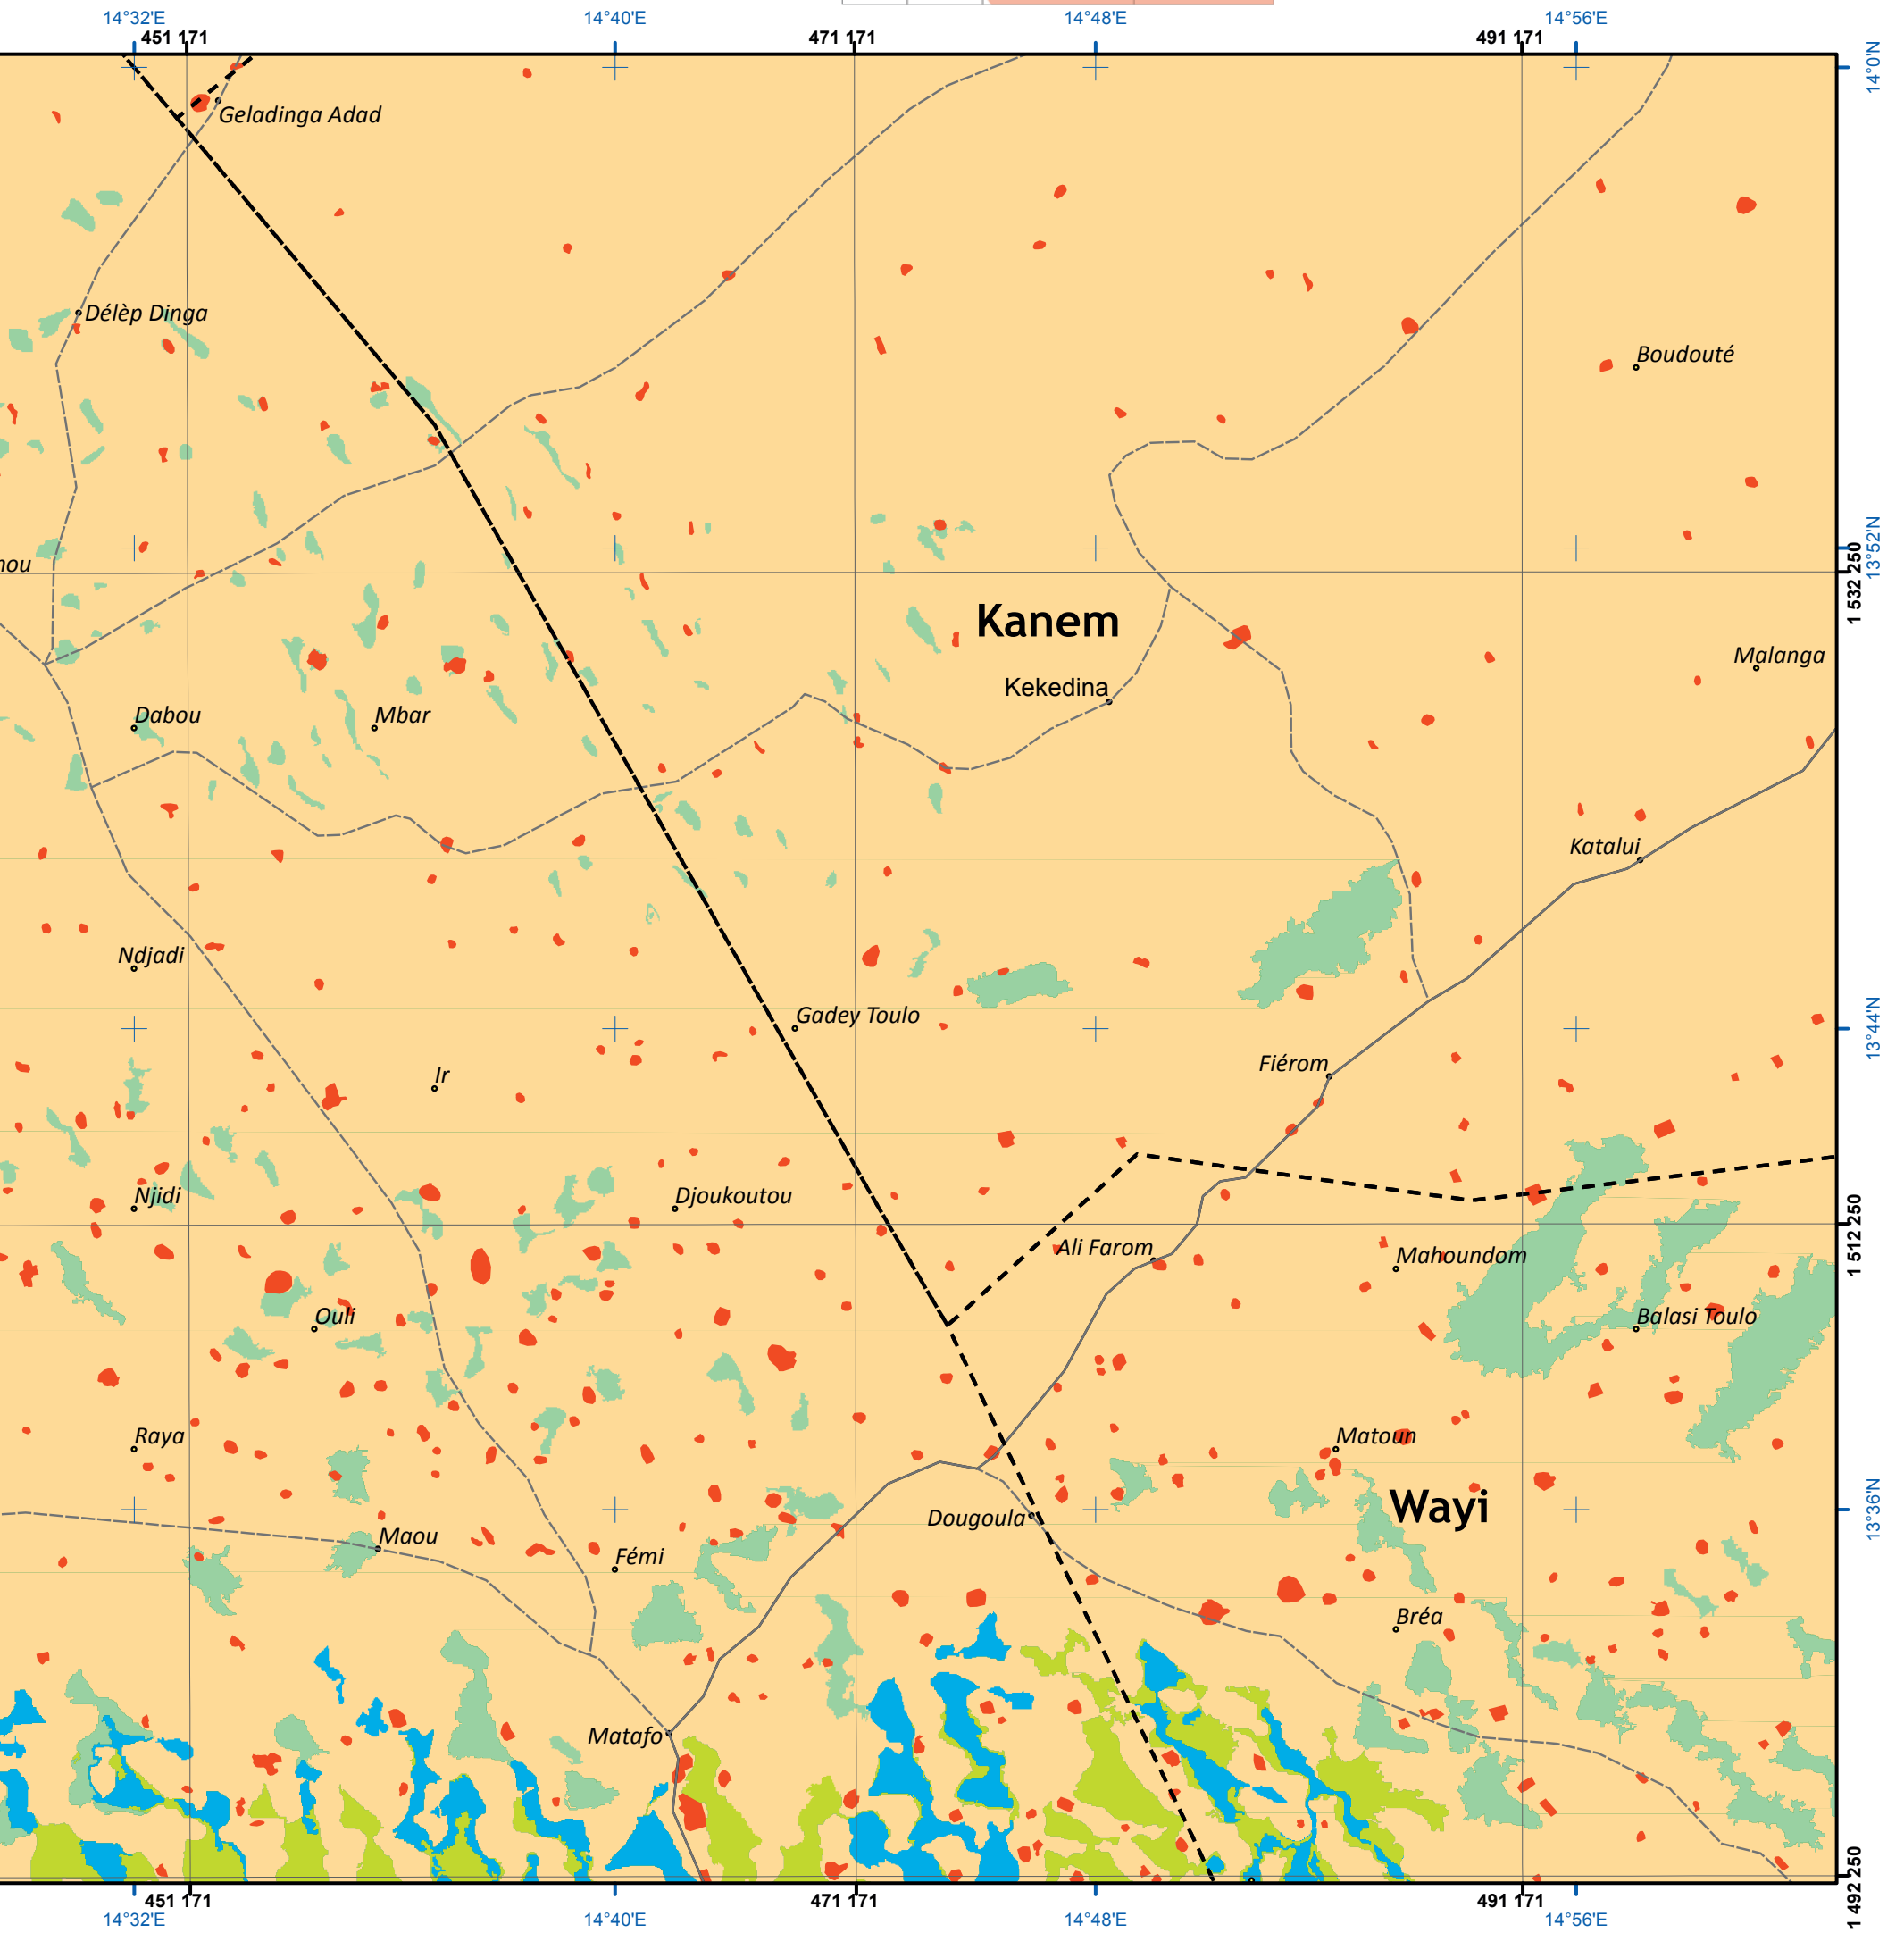 14°32'E 14°40'E 14°48'E 14°56'E
451 171 471 171 491 171
14°0'N
Geladinga Adad
Délèp Dinga
Boudouté
13°52'N
nou
1 532 250
Kanem
Malanga
Kekedina
Dabou Mbar
Katalui
Ndjadi
Gadey Toulo
13°44'N
Fiérom
Ir
Njidi Djoukoutou
1 512 250
Ali Farom Mahoundom
Ouli Balasi Toulo
Raya Matoun
Wayi
13°36'N
Dougoula
Maou
Fémi
Bréa
Matafo
1 492 250
451 171 471 171 491 171
14°32'E 14°40'E 14°48'E 14°56'E